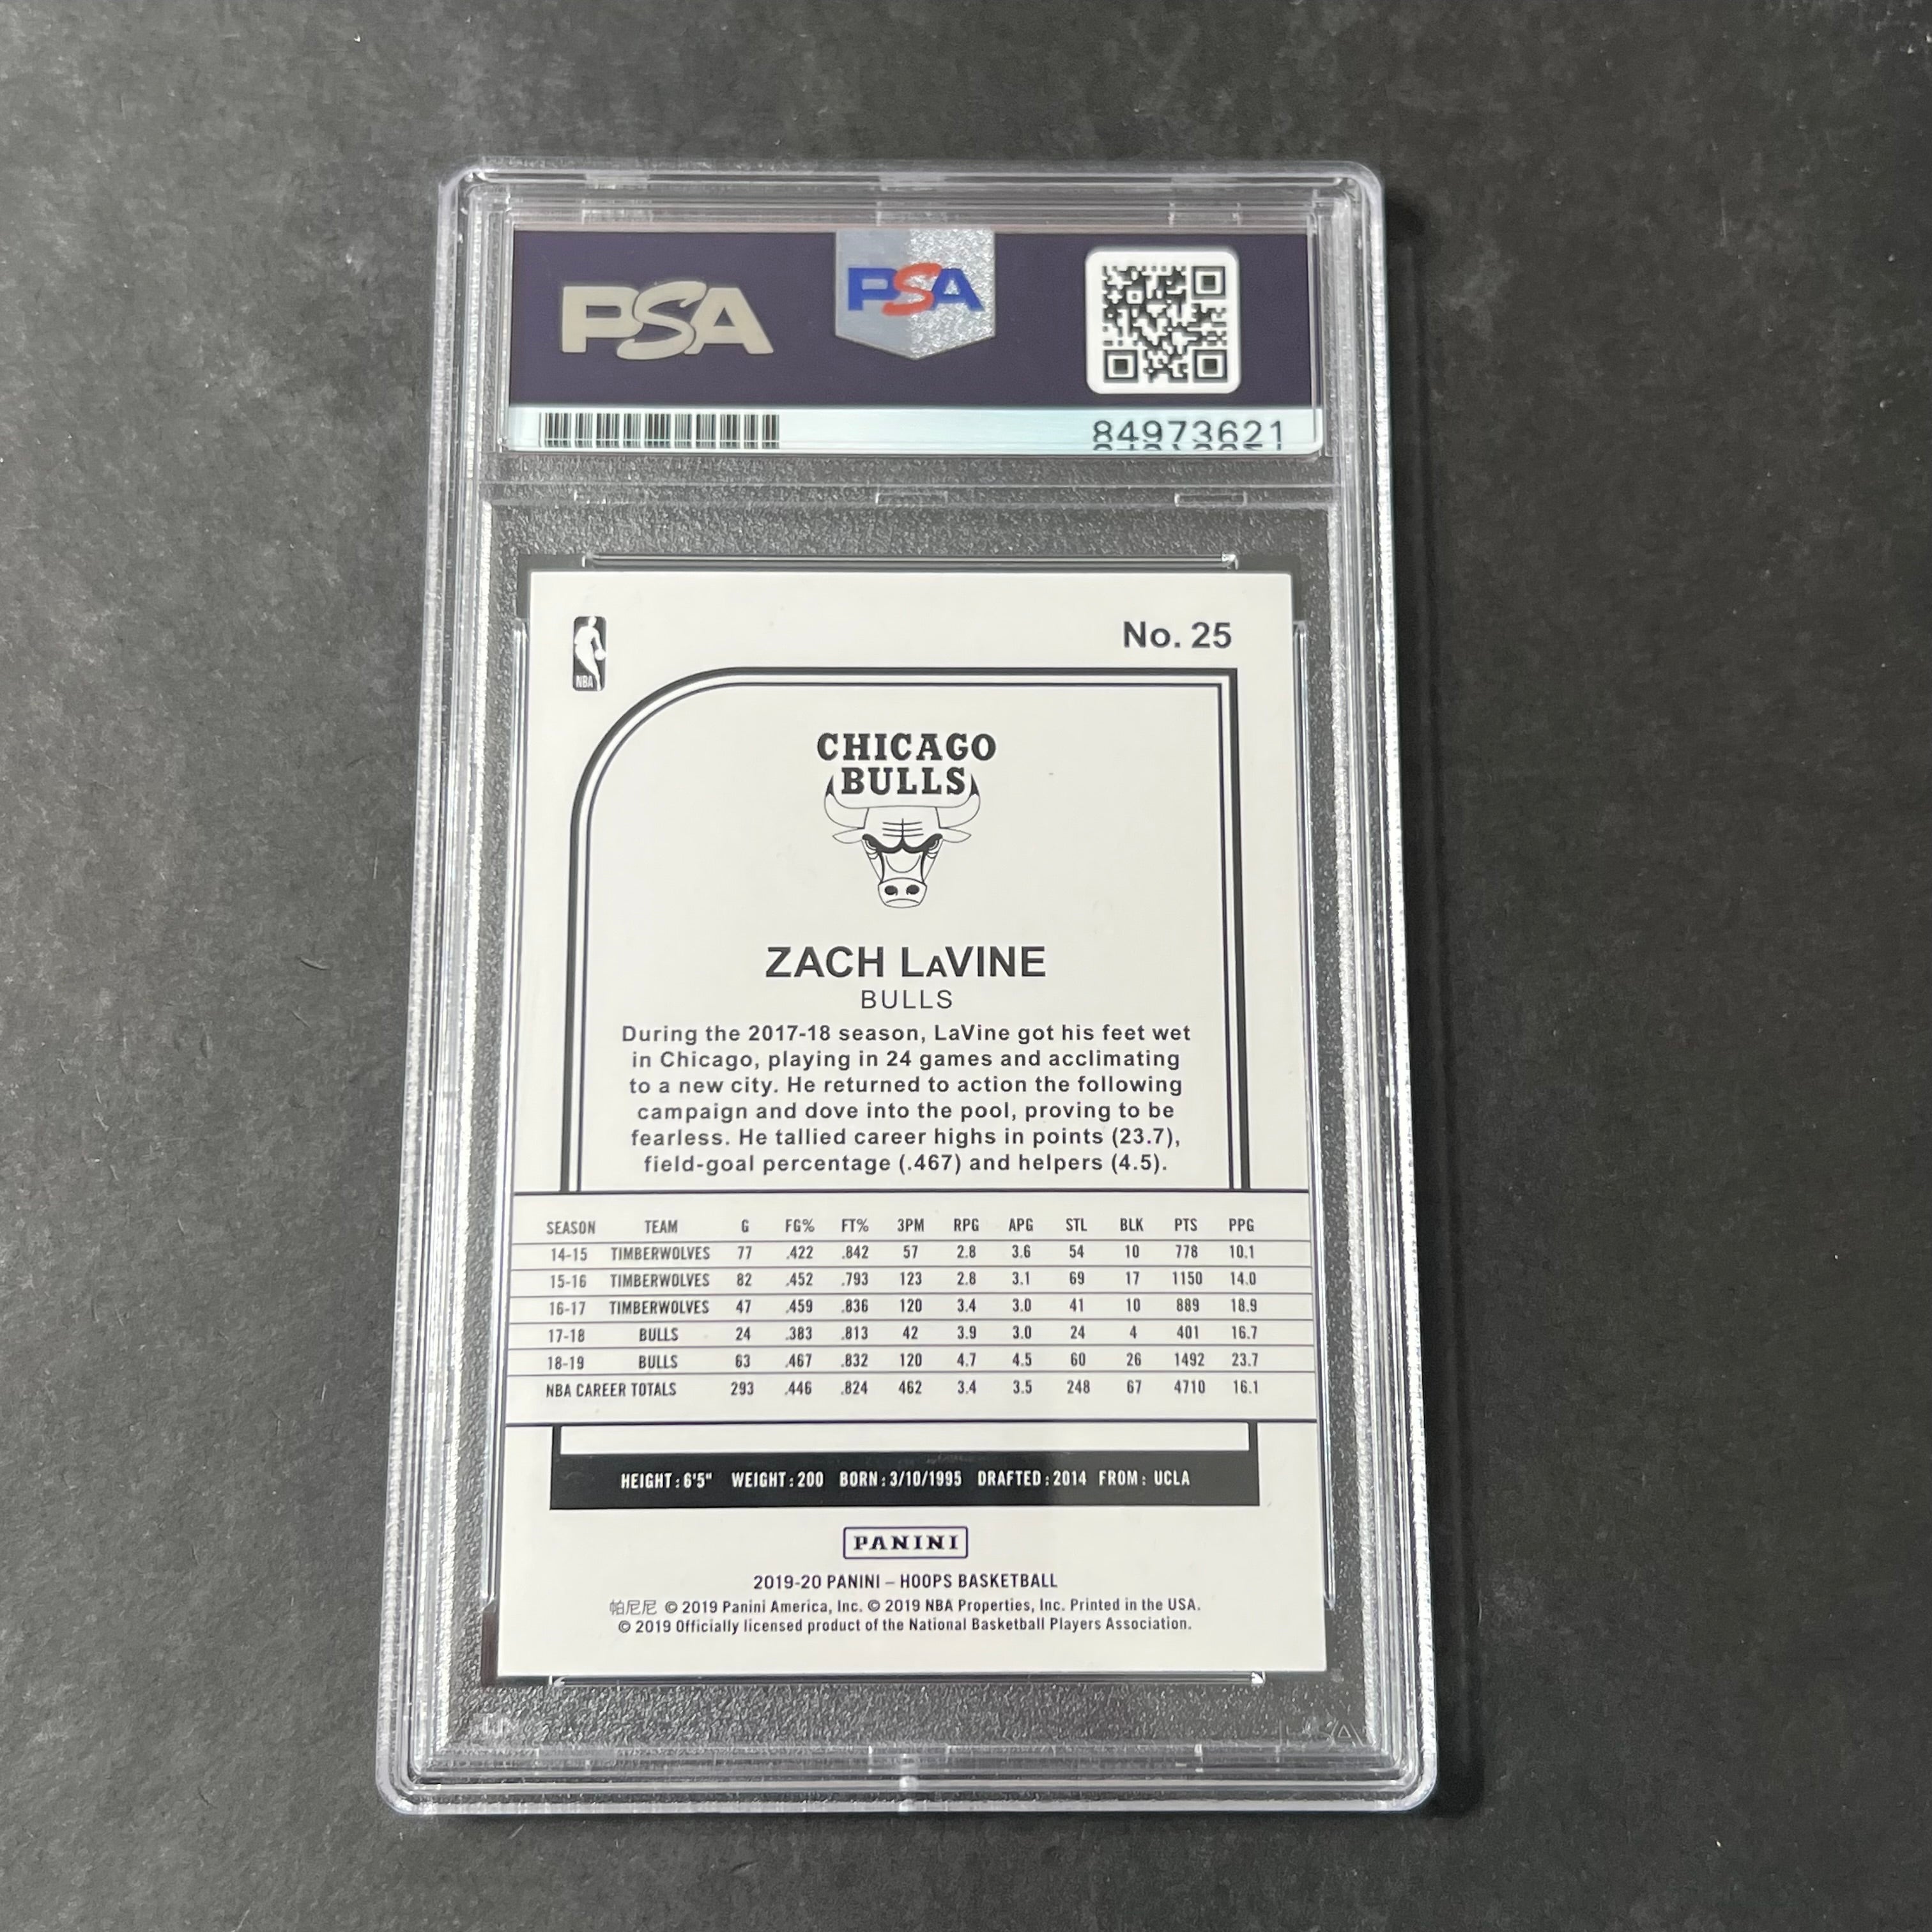 PSA PSA
84973621
No. 25
NBA
CHICAGO
BULLS
ZACH LAVINE
BULLS
During the 2017-18 season, LaVine got his feet wet
in Chicago, playing in 24 games and acclimating
to a new city. He returned to action the following
campaign and dove into the pool, proving to be
fearless. He tallied career highs in points (23.7),
field-goal percentage (.467) and helpers (4.5).
SEASON TEAM G FG% FT% 3PM RPG APG STL BLK PTS PPG
14-15 TIMBERWOLVES 77 .422 .842 57 2.8 3.6 54 10 778 10.1
15-16 TIMBERWOLVES 82 .452 .793 123 2.8 3.1 69 17 1150 14.0
16-17 TIMBERWOLVES 47 .459 .836 120 3.4 3.0 41 10 889 18.9
17-18 BULLS 24 .383 .813 42 3.9 3.0 24 4 401 16.7
18-19 BULLS 63 .467 .832 120 4.7 4.5 60 26 1492 23.7
NBA CAREER TOTALS 293 .446 .824 462 3.4 3.5 248 67 4710 16.1
HEIGHT: 6'5" WEIGHT: 200 BORN: 3/10/1995 DRAFTED: 2014 FROM: UCLA
PANINI
2019-20 PANINI – HOOPS BASKETBALL
帕尼尼 © 2019 Panini America, Inc. © 2019 NBA Properties, Inc. Printed in the USA.
© 2019 Officially licensed product of the National Basketball Players Association.